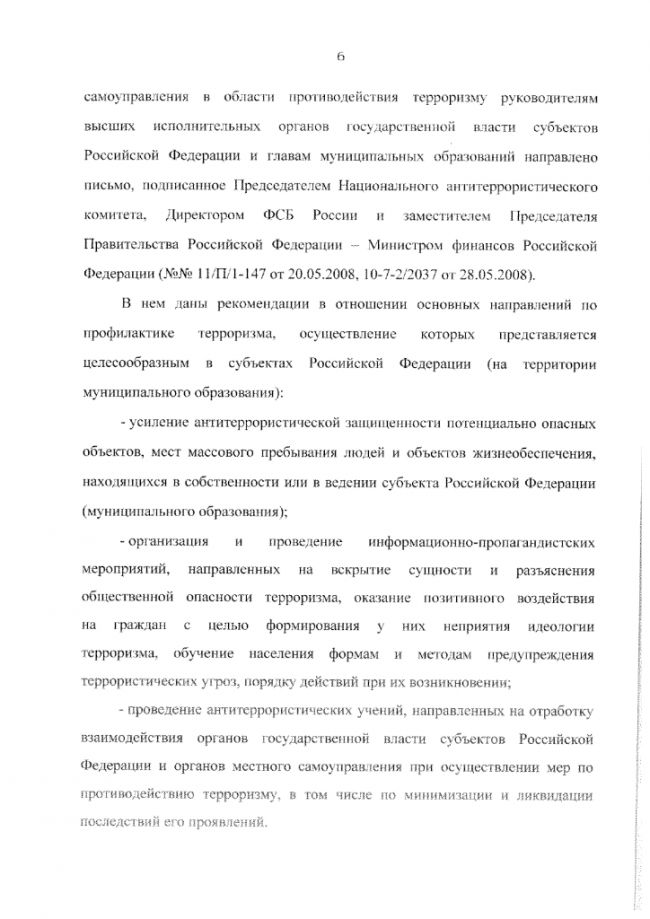 6
самоуправления в области противодействия терроризму руководителям
высших исполнительных органов государственной власти субъектов
Российской Федерации и главам муниципальных образований направлено
письмо, подписанное Председателем Национального антитеррористического
комитета, Директором ФСБ России и заместителем Председателя
Правительства Российской Федерации – Министром финансов Российской
Федерации (№№ 11/П/1-147 от 20.05.2008, 10-7-2/2037 от 28.05.2008).
В нем даны рекомендации в отношении основных направлений по
профилактике терроризма, осуществление которых представляется
целесообразным в субъектах Российской Федерации (на территории
муниципального образования):
- усиление антитеррористической защищенности потенциально опасных
объектов, мест массового пребывания людей и объектов жизнеобеспечения,
находящихся в собственности или в ведении субъекта Российской Федерации
(муниципального образования);
- организация и проведение информационно-пропагандистских
мероприятий, направленных на вскрытие сущности и разъяснения
общественной опасности терроризма, оказание позитивного воздействия
на граждан с целью формирования у них неприятия идеологии
терроризма, обучение населения формам и методам предупреждения
террористических угроз, порядку действий при их возникновении;
- проведение антитеррористических учений, направленных на отработку
взаимодействия органов государственной власти субъектов Российской
Федерации и органов местного самоуправления при осуществлении мер по
противодействию терроризму, в том числе по минимизации и ликвидации
последствий его проявлений.